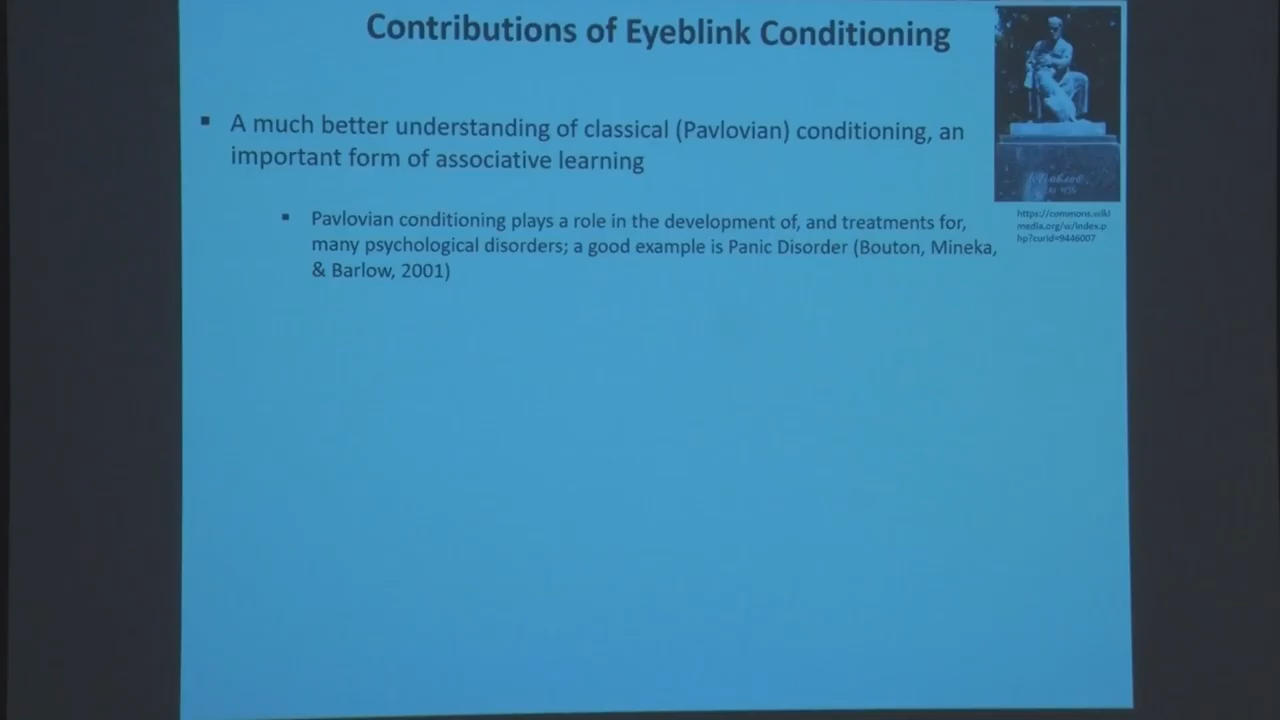 Contributions of Eyeblink Conditioning
▪ A much better understanding of classical (Pavlovian) conditioning, an
important form of associative learning
▪ Pavlovian conditioning plays a role in the development of, and treatments for,
many psychological disorders; a good example is Panic Disorder (Bouton, Mineka,
& Barlow, 2001)
https://commons.wiki
media.org/w/index.p
hp?curid=9446007